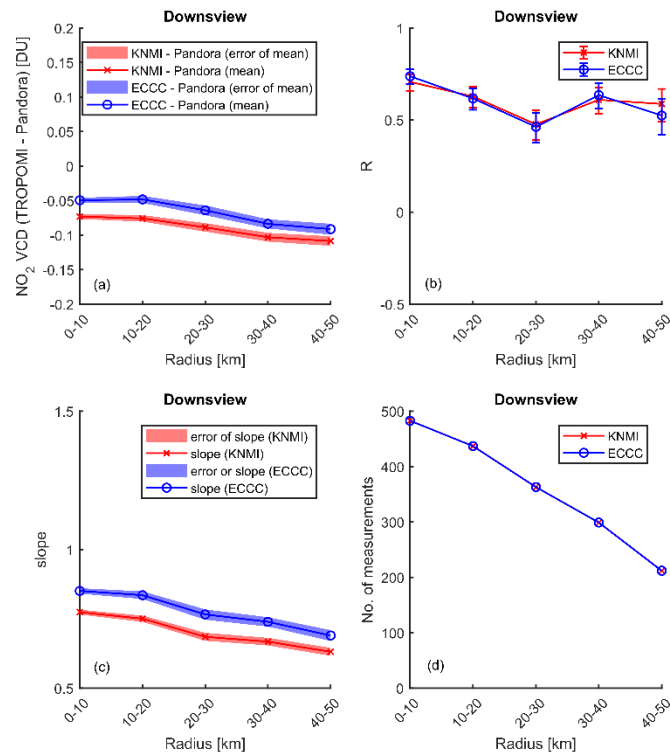 Downsview
0.2
0.15
0.1
0.05
0
-0.05
-0.1
-0.15
-0.2
NO2 VCD (TROPOMI - Pandora) [DU]
KNMI - Pandora (error of mean)
KNMI - Pandora (mean)
ECCC - Pandora (error of mean)
ECCC - Pandora (mean)
(a)
0-10
10-20
20-30
30-40
40-50
Radius [km]
Downsview
1
0.5
0
-0.5
R
KNMI
ECCC
(b)
0-10
10-20
20-30
30-40
40-50
Radius [km]
Downsview
1.5
1
0.5
slope
error of slope (KNMI)
slope (KNMI)
error or slope (ECCC)
slope (ECCC)
(c)
0-10
10-20
20-30
30-40
40-50
Radius [km]
Downsview
500
400
300
200
100
0
No. of measurements
KNMI
ECCC
(d)
0-10
10-20
20-30
30-40
40-50
Radius [km]